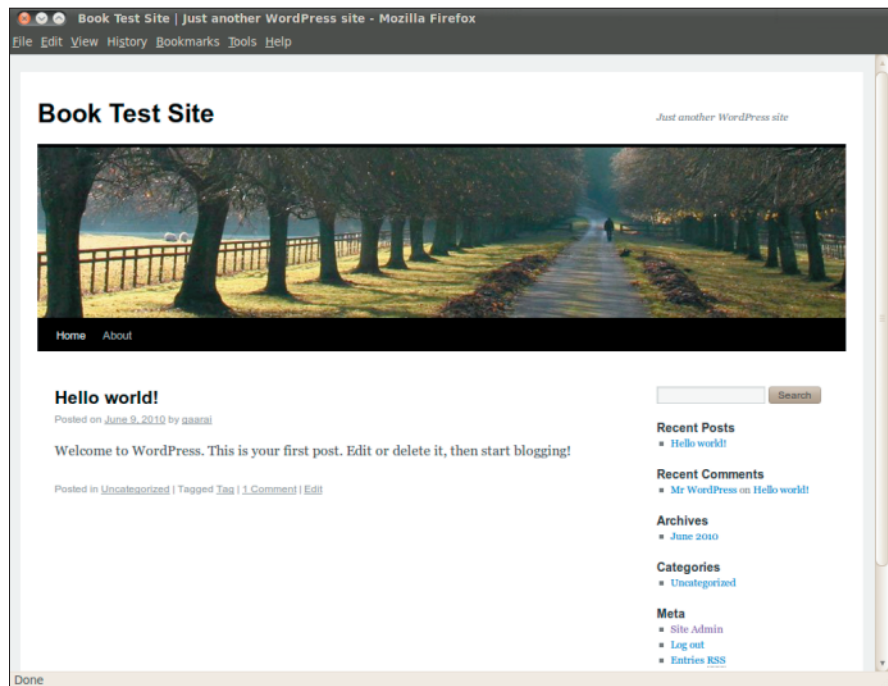 Book Test Site | Just another WordPress site - Mozilla Firefox
File Edit View History Bookmarks Tools Help
Book Test Site
Just another WordPress site
Home About
Hello world!
Posted on June 9, 2010 by gaarai
Welcome to WordPress. This is your first post. Edit or delete it, then start blogging!
Posted in Uncategorized | Tagged Tag | 1 Comment | Edit
Search
Recent Posts
Hello world!
Recent Comments
Mr WordPress on Hello world!
Archives
June 2010
Categories
Uncategorized
Meta
Site Admin
Log out
Entries RSS
Done